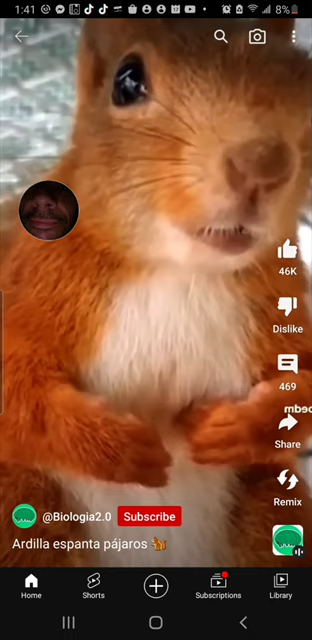 1:41
8%
46K
Dislike
469
Share
Remix
@Biologia2.0
Subscribe
Ardilla espanta pájaros 🐿️
Home
Shorts
Subscriptions
Library